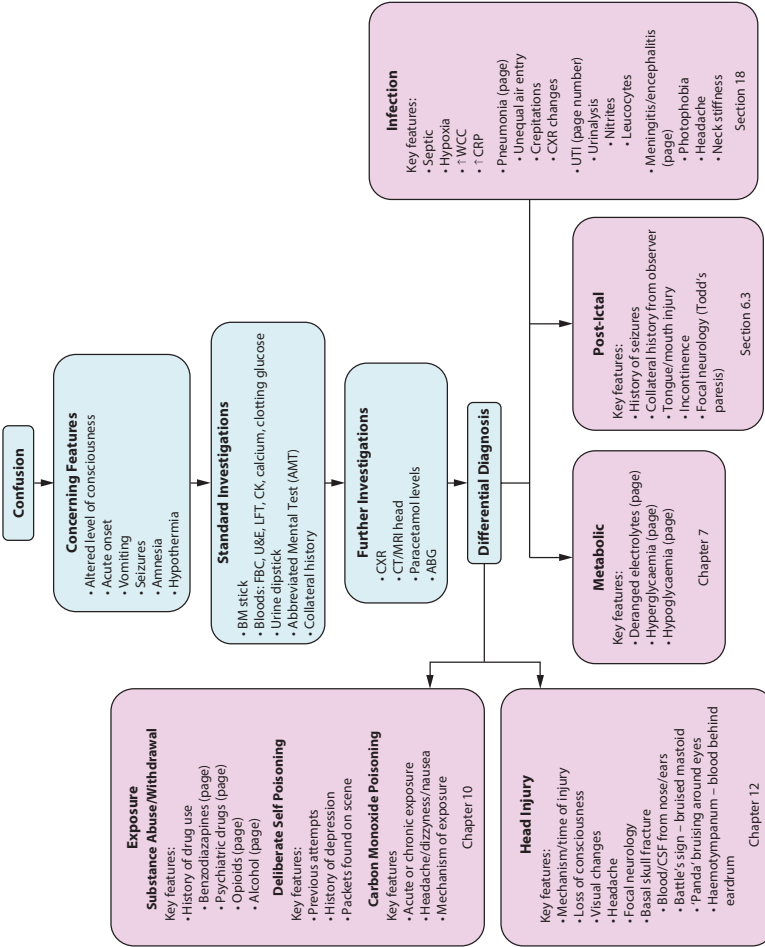 Confusion
Concerning Features
• Altered level of consciousness
• Acute onset
• Vomiting
• Seizures
• Amnesia
• Hypothermia
Standard Investigations
• BM stick
• Bloods: FBC, U&E, LFT, CK, calcium, clotting glucose
• Urine dipstick
• Abbreviated Mental Test (AMT)
• Collateral history
Further Investigations
• CXR
• CT/MRI head
• Paracetamol levels
• ABG
Differential Diagnosis
Exposure
Substance Abuse/Withdrawal
Key features:
• History of drug use
• Benzodiazapines (page)
• Psychiatric drugs (page)
• Opioids (page)
• Alcohol (page)
Deliberate Self Poisoning
Key features:
• Previous attempts
• History of depression
• Packets found on scene
Carbon Monoxide Poisoning
Key features
• Acute or chronic exposure
• Headache/dizzyness/nausea
• Mechanism of exposure
Chapter 10
Head Injury
Key features:
• Mechanism/time of injury
• Loss of consciousness
• Visual changes
• Headache
• Focal neurology
• Basal skull fracture
• Blood/CSF from nose/ears
• Battle's sign – bruised mastoid
• 'Panda' bruising around eyes
• Haemotympanum – blood behind
eardrum
Chapter 12
Metabolic
Key features:
• Deranged electrolytes (page)
• Hyperglycaemia (page)
• Hypoglycaemia (page)
Chapter 7
Post-Ictal
Key features:
• History of seizures
• Collateral history from observer
• Tongue/mouth injury
• Incontinence
• Focal neurology (Todd's
paresis)
Section 6.3
Infection
Key features:
• Septic
• Hypoxia
• ↑ WCC
• ↑ CRP
• Pneumonia (page)
• Unequal air entry
• Crepitations
• CXR changes
• UTI (page number)
• Urinalysis
• Nitrites
• Leucocytes
• Meningitis/encephalitis
(page)
• Photophobia
• Headache
• Neck stiffness
Section 18